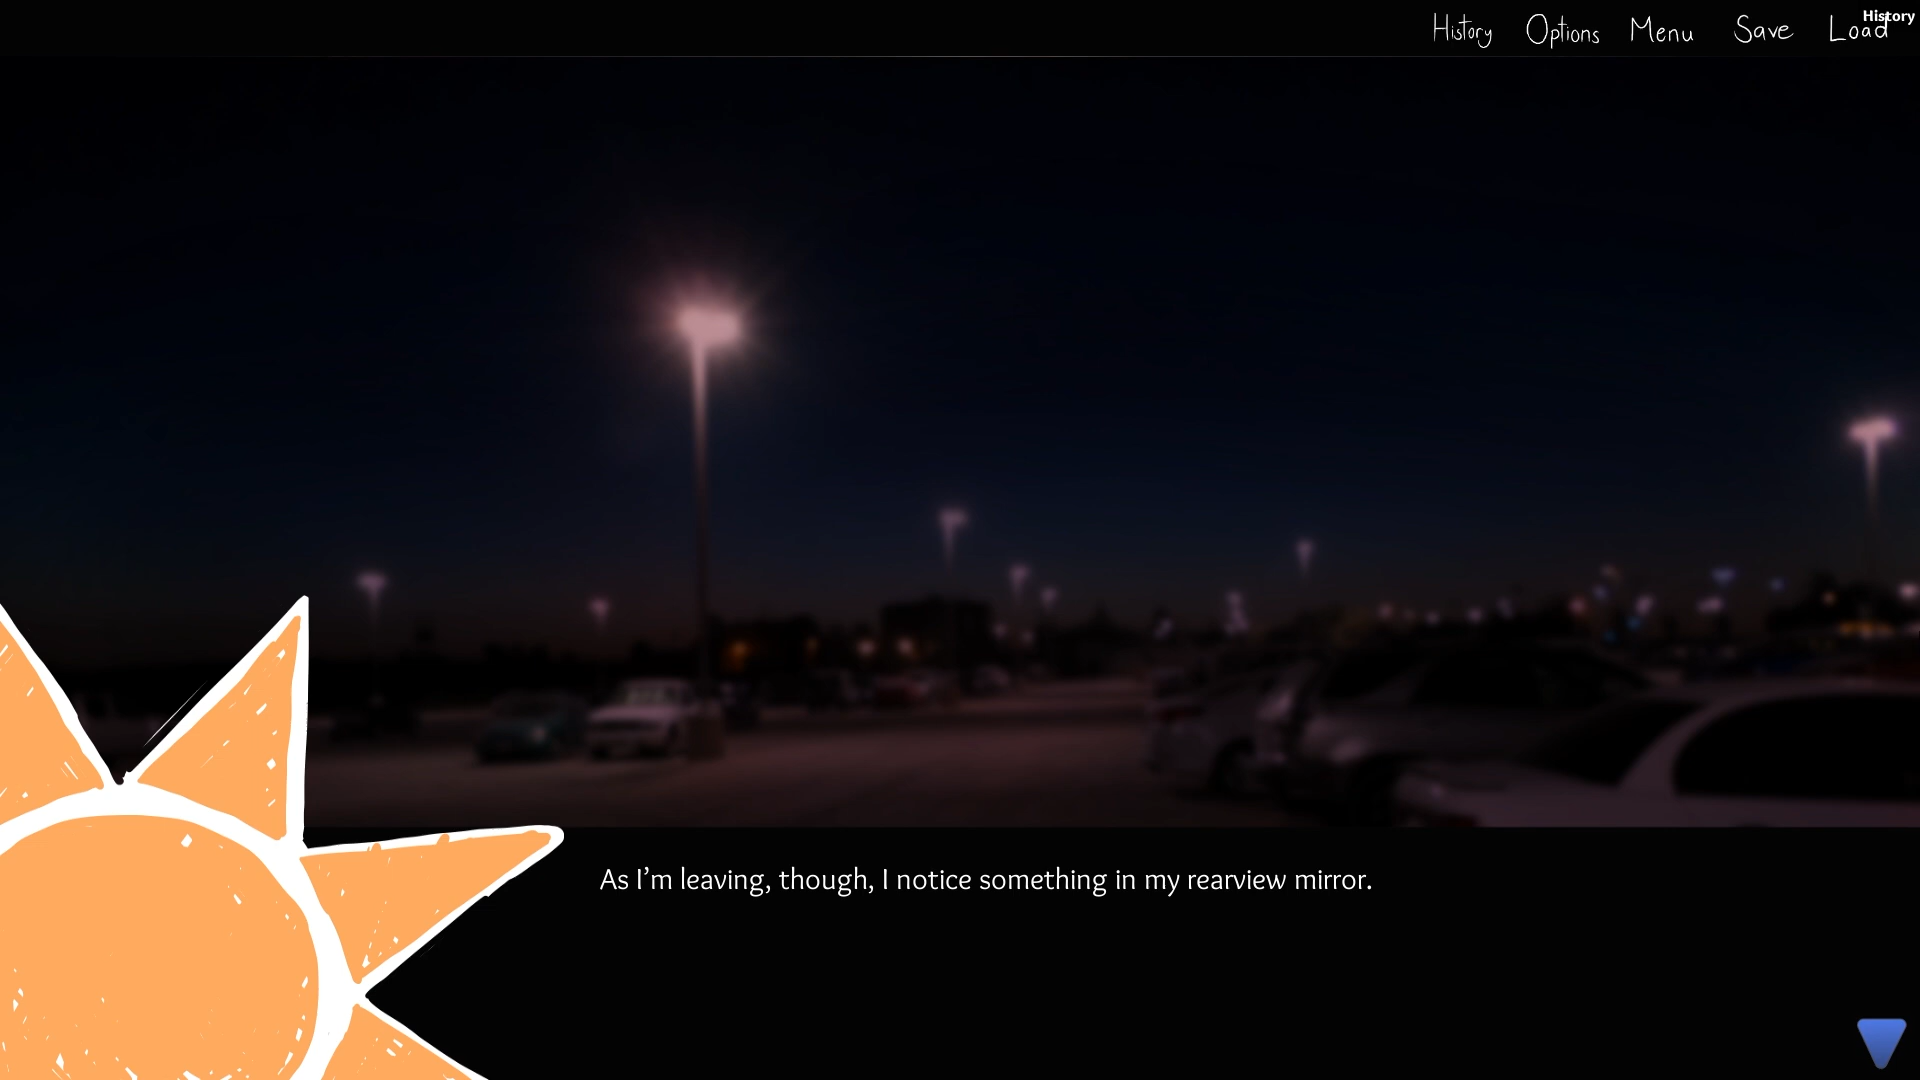 History Options Menu Save Load
History
As I’m leaving, though, I notice something in my rearview mirror.